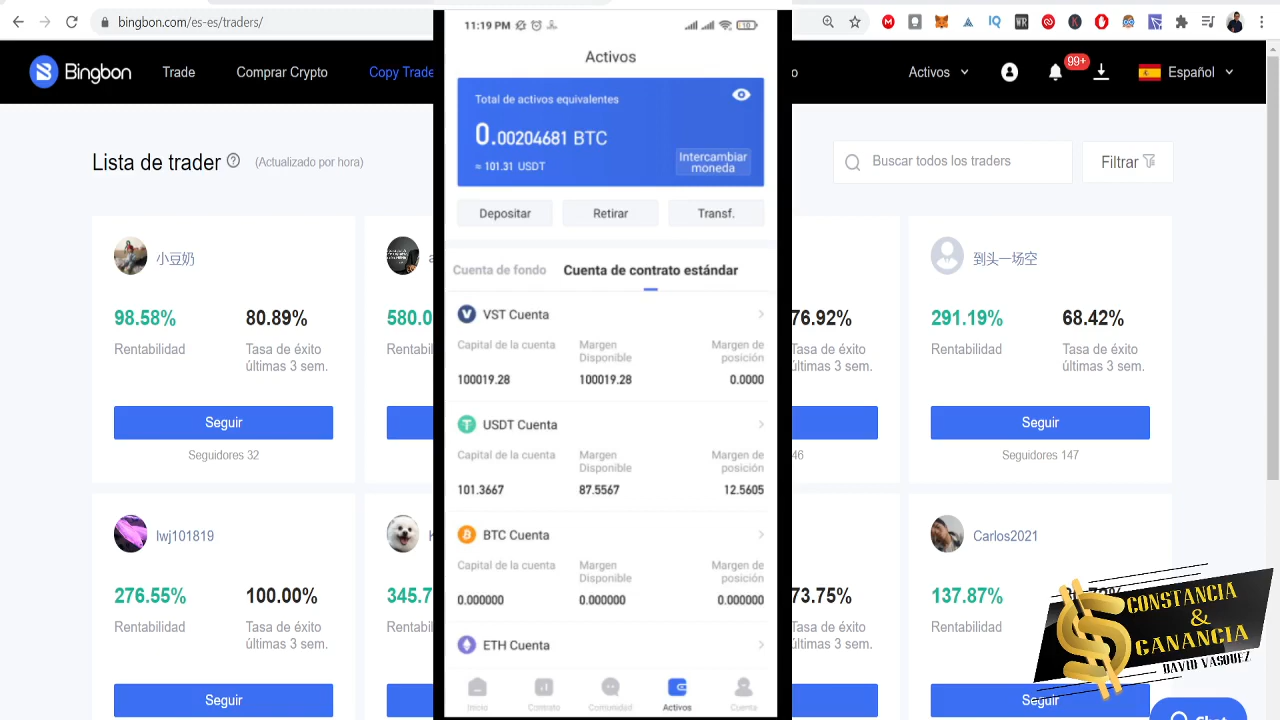 bingbon.com/es-es/traders/
Bingbon
Trade
Comprar Crypto
Copy Trade
Activos
99+
Español
Lista de trader
(Actualizado por hora)
Buscar todos los traders
Filtrar
小豆奶
98.58%
80.89%
Rentabilidad
Tasa de éxito
últimas 3 sem.
Seguir
Seguidores 32
580.0
76.92%
Tasa de éxito
últimas 3 sem.
46
到头一场空
291.19%
68.42%
Rentabilidad
Tasa de éxito
últimas 3 sem.
Seguir
Seguidores 147
lwj101819
276.55%
100.00%
Rentabilidad
Tasa de éxito
últimas 3 sem.
Seguir
345.7
73.75%
Tasa de éxito
últimas 3 sem.
Carlos2021
137.87%
Rentabilidad
Seguir
11:19 PM
10
Activos
Total de activos equivalentes
0.00204681 BTC
≈ 101.31 USDT
Intercambiar
moneda
Depositar
Retirar
Transf.
Cuenta de fondo
Cuenta de contrato estándar
VST Cuenta
Capital de la cuenta
Margen
Disponible
Margen de
posición
100019.28
100019.28
0.0000
USDT Cuenta
Capital de la cuenta
Margen
Disponible
Margen de
posición
101.3667
87.5567
12.5605
BTC Cuenta
Capital de la cuenta
Margen
Disponible
Margen de
posición
0.000000
0.000000
0.000000
ETH Cuenta
Inicio
Contrato
Comunidad
Activos
Cuenta
CONSTANCIA
&
GANANCIA
DAVID VASQUEZ
Chat